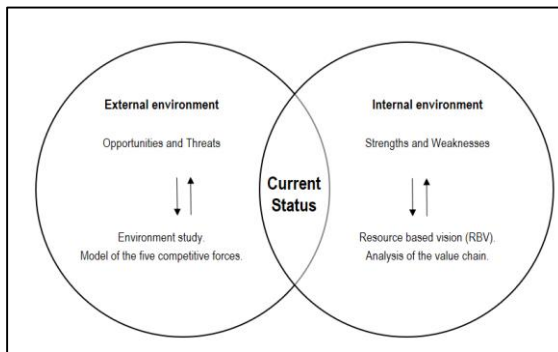 External environment
Opportunities and Threats
Environment study.
Model of the five competitive forces.
Current
Status
Internal environment
Strengths and Weaknesses
Resource based vision (RBV).
Analysis of the value chain.